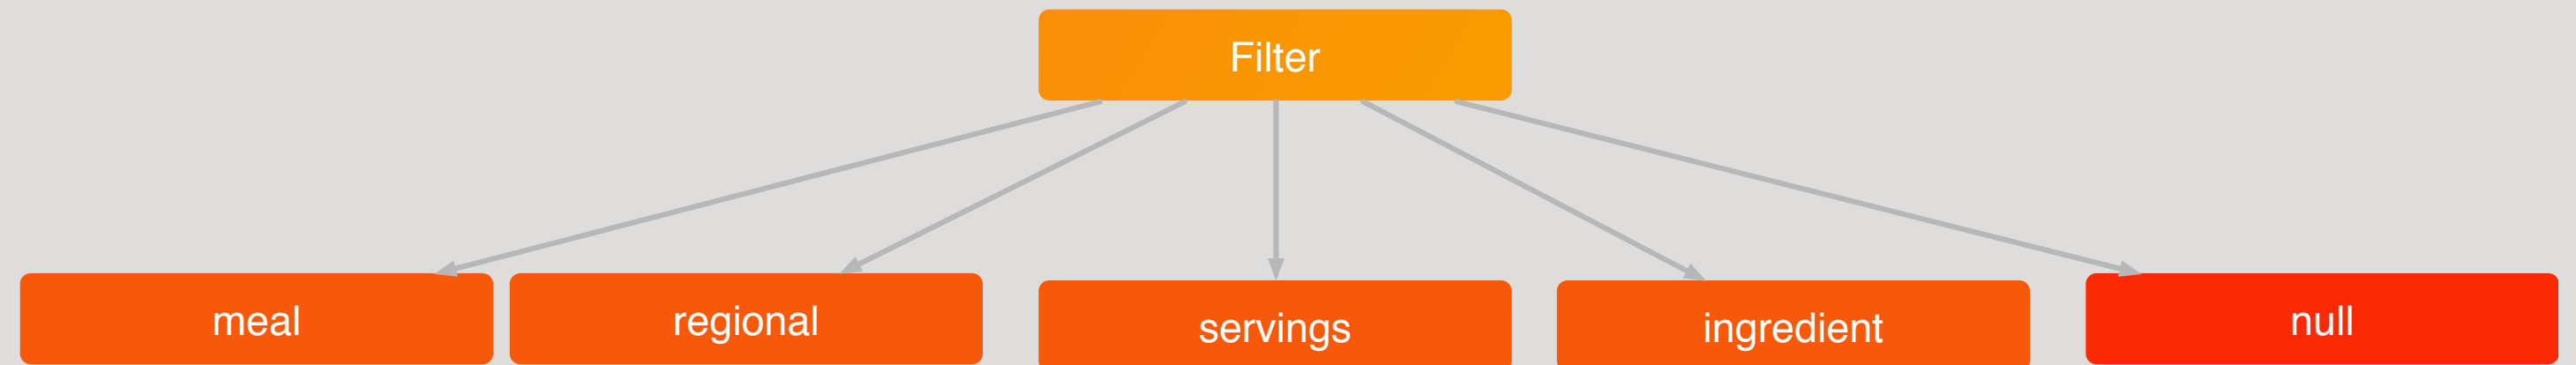 Filter
meal
regional
servings
ingredient
null